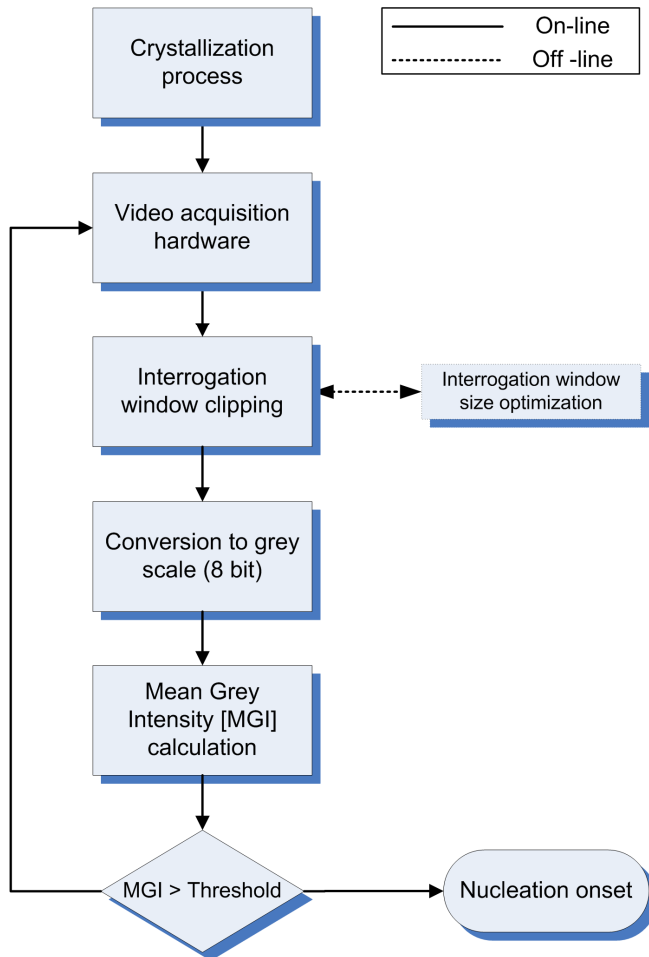 Crystallization
process
On-line
Off -line
Video acquisition
hardware
Interrogation
window clipping
Interrogation window
size optimization
Conversion to grey
scale (8 bit)
Mean Grey
Intensity [MGI]
calculation
MGI > Threshold
Nucleation onset